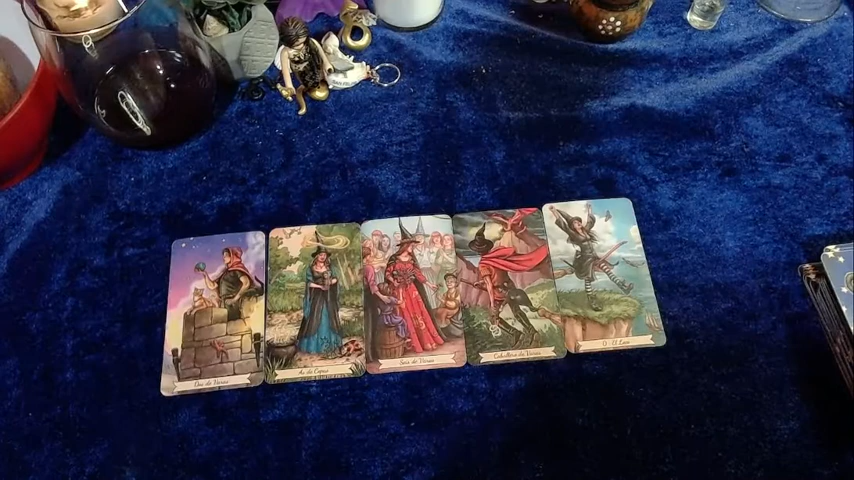 Dos de Varas
As de Copas
Seis de Varas
Caballero de Varas
0 El Loco